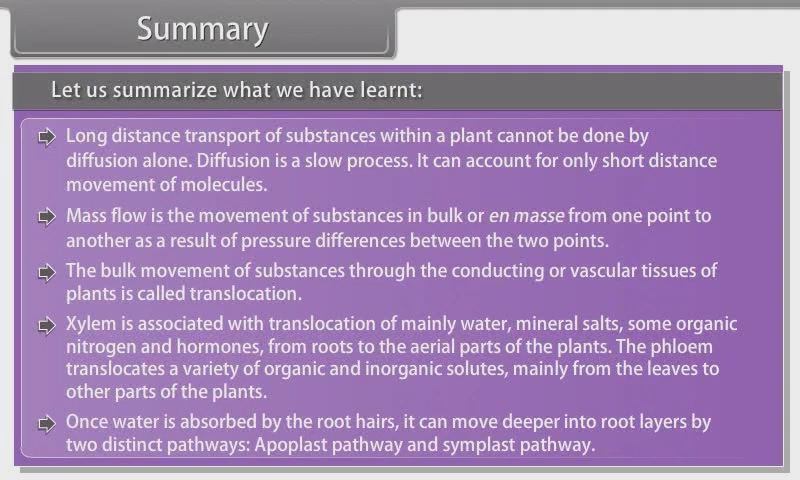 Summary
Let us summarize what we have learnt:
Long distance transport of substances within a plant cannot be done by
diffusion alone. Diffusion is a slow process. It can account for only short distance
movement of molecules.
Mass flow is the movement of substances in bulk or en masse from one point to
another as a result of pressure differences between the two points.
The bulk movement of substances through the conducting or vascular tissues of
plants is called translocation.
Xylem is associated with translocation of mainly water, mineral salts, some organic
nitrogen and hormones, from roots to the aerial parts of the plants. The phloem
translocates a variety of organic and inorganic solutes, mainly from the leaves to
other parts of the plants.
Once water is absorbed by the root hairs, it can move deeper into root layers by
two distinct pathways: Apoplast pathway and symplast pathway.